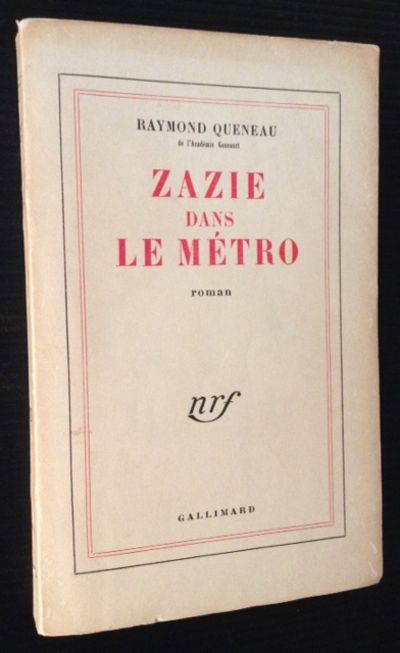 RAYMOND QUENEAU
de l'Académie Goncourt
ZAZIE
DANS
LE MÉTRO
roman
nrf
GALLIMARD